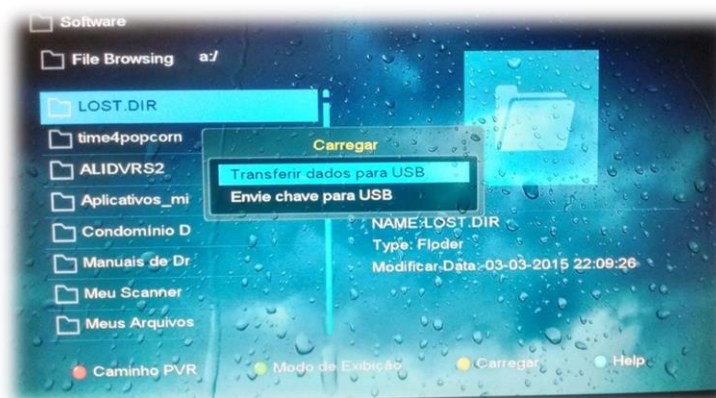 Software
File Browsing a:/
LOST.DIR
time4popcorn
ALIDVRS2
Aplicativos_mi
Condomínio D
Manuais de Dr
Meu Scanner
Meus Arquivos
Carregar
Transferir dados para USB
Envie chave para USB
NAME:LOST.DIR
Type: Floder
Modificar Data: 03-03-2015 22:09:26
Caminho PVR
Modo de Exibicão
Carregar
Help